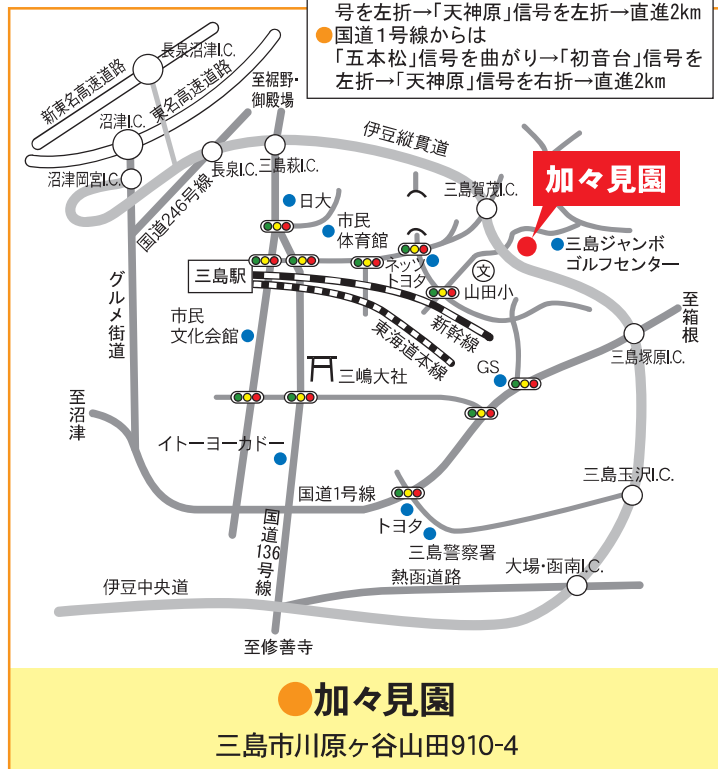 号を左折→「天神原」信号を左折→直進2km
●国道1号線からは
「五本松」信号を曲がり→「初音台」信号を
左折→「天神原」信号を右折→直進2km
長泉沼津I.C.
新東名高速道路
東名高速道路
至裾野・
御殿場
沼津I.C.
伊豆縦貫道
沼津岡宮I.C.
長泉I.C.
三島萩I.C.
国道246号線
日大
市民
体育館
三島賀茂I.C.
加々見園
三島ジャンボ
ゴルフセンター
ネッツ
トヨタ
文
山田小
三島駅
グルメ街道
市民
文化会館
新幹線
東海道本線
至箱根
三島塚原I.C.
GS
三嶋大社
至沼津
イトーヨーカドー
国道1号線
三島玉沢I.C.
トヨタ
三島警察署
国道136号線
大場・函南I.C.
熱函道路
伊豆中央道
至修善寺
●加々見園
三島市川原ヶ谷山田910-4